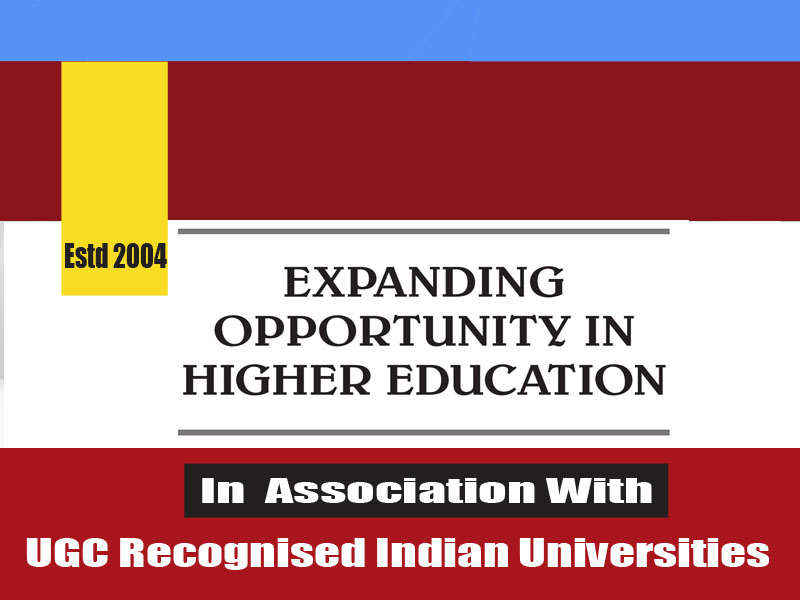 Estd 2004
EXPANDING
OPPORTUNITY IN
HIGHER EDUCATION
In Association With
UGC Recognised Indian Universities